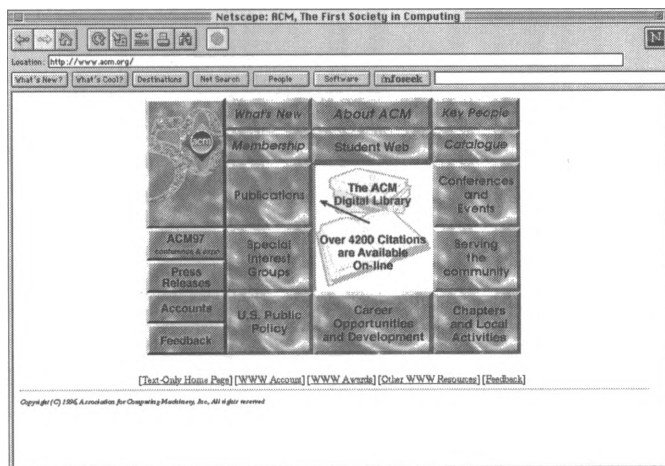 Netscape: ACM, The First Society in Computing
N
Location: http://www.acm.org/
What's New? What's Cool? Destinations Net Search People Software infoseek
acm
What's New
About ACM
Key People
Membership
Student Web
Catalogue
Publications
The ACM
Digital Library
Over 4200 Citations
are Available
On-line
Conferences
and
Events
ACM97
conference & expo
Press
Releases
Special
Interest
Groups
Serving
the
community
Accounts
Feedback
U.S. Public
Policy
Career
Opportunities
and Development
Chapters
and Local
Activities
[Text-Only Home Page] [WWW Account] [WWW Awards] [Other WWW Resources] [Feedback]
Copyright (C) 1996, Association for Computing Machinery, Inc., All rights reserved